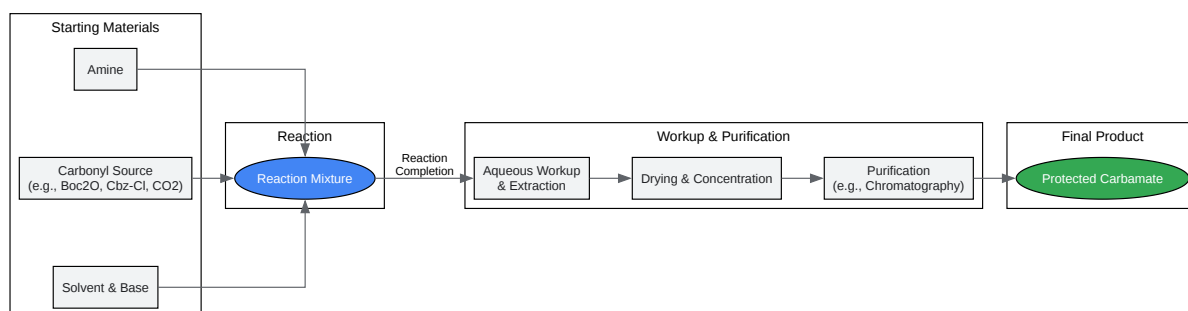 Starting Materials
Amine
Carbonyl Source
(e.g., Boc2O, Cbz-Cl, CO2)
Solvent & Base
Reaction
Reaction Mixture
Reaction
Completion
Workup & Purification
Aqueous Workup
& Extraction
Drying & Concentration
Purification
(e.g., Chromatography)
Final Product
Protected Carbamate